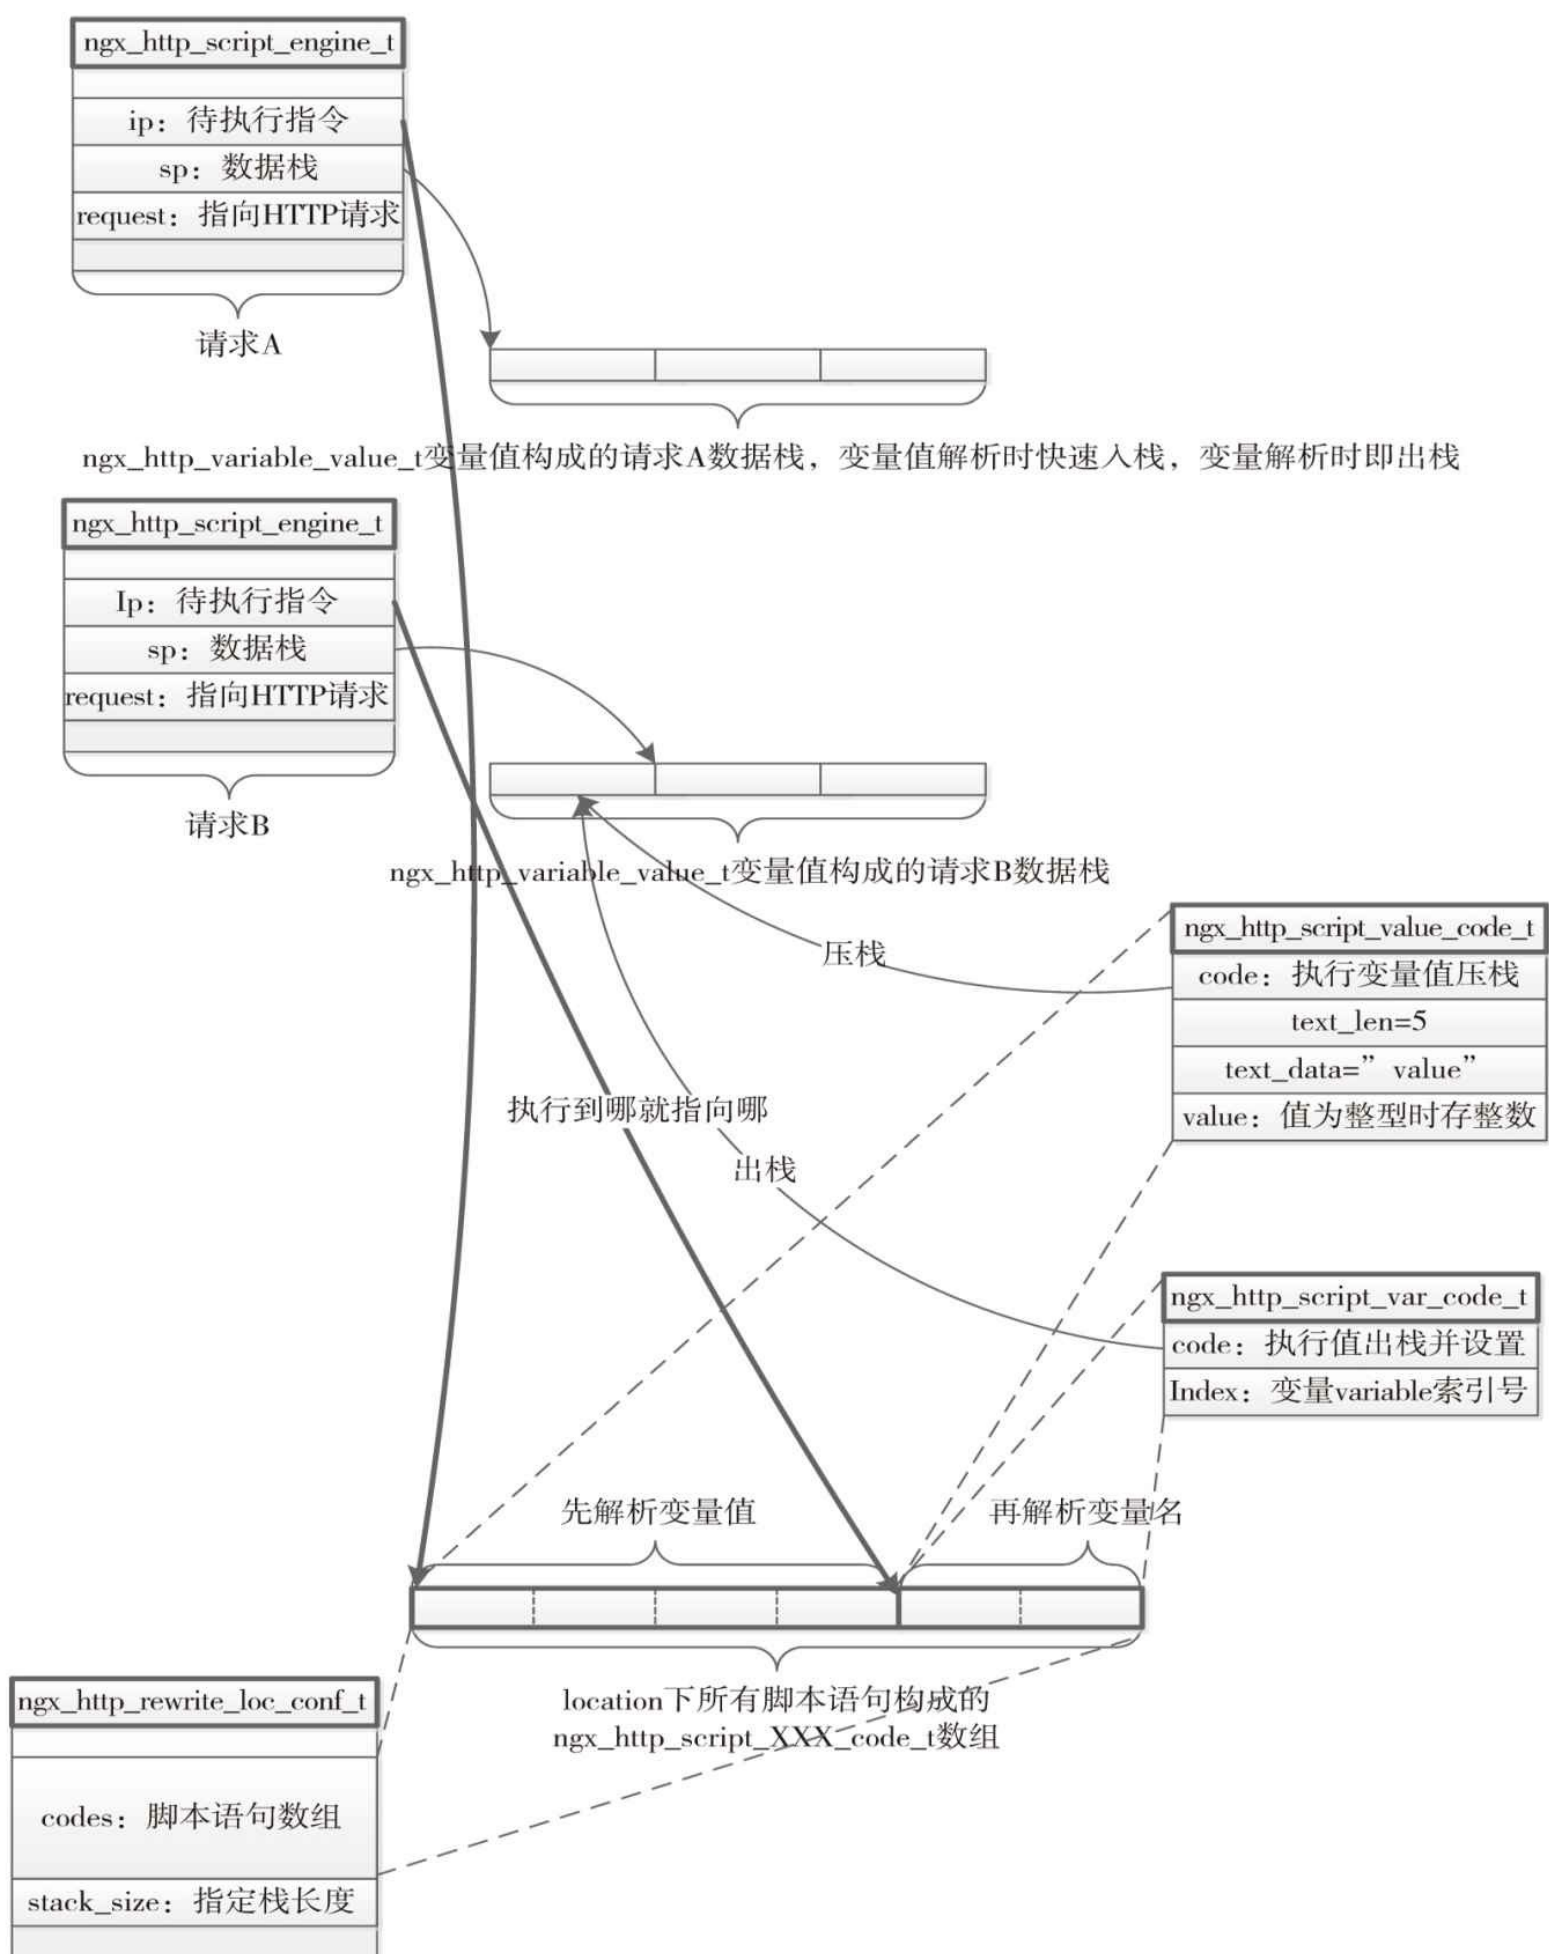 ngx_http_script_engine_t
ip：待执行指令
sp：数据栈
request：指向HTTP请求
请求A
ngx_http_variable_value_t变量值构成的请求A数据栈，变量值解析时快速入栈，变量解析时即出栈
ngx_http_script_engine_t
Ip：待执行指令
sp：数据栈
request：指向HTTP请求
请求B
ngx_http_variable_value_t变量值构成的请求B数据栈
压栈
ngx_http_script_value_code_t
code：执行变量值压栈
text_len=5
text_data=”value”
value：值为整型时存整数
执行到哪就指向哪
出栈
ngx_http_script_var_code_t
code：执行值出栈并设置
Index：变量variable索引号
先解析变量值
再解析变量名
location下所有脚本语句构成的
ngx_http_script_XXX_code_t数组
ngx_http_rewrite_loc_conf_t
codes：脚本语句数组
stack_size：指定栈长度